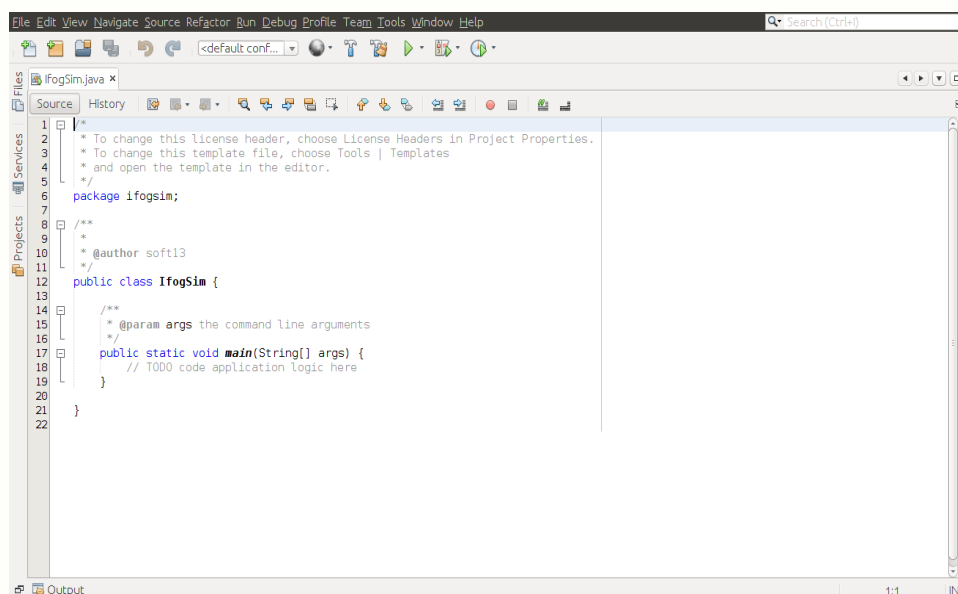 File Edit View Navigate Source Refactor Run Debug Profile Team Tools Window Help
Search (Ctrl+I)
<default conf...
Files
Services
Projects
IfogSim.java
Source History
1 /*
2 * To change this license header, choose License Headers in Project Properties.
3 * To change this template file, choose Tools | Templates
4 * and open the template in the editor.
5 */
6 package ifogsim;
7
8 /**
9 *
10 * @author soft13
11 */
12 public class IfogSim {
13
14 /**
15 * @param args the command line arguments
16 */
17 public static void main(String[] args) {
18 // TODO code application logic here
19 }
20
21 }
22
Output
1:1
IN